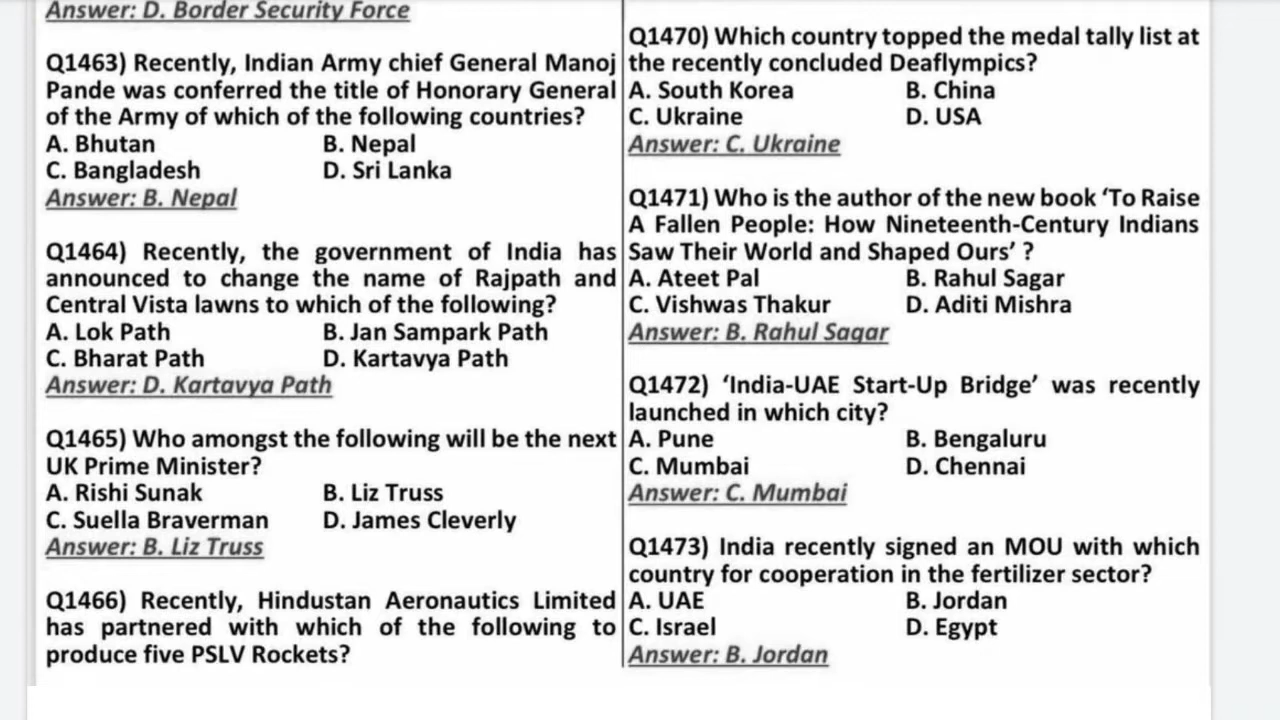 Answer: D. Border Security Force
Q1463) Recently, Indian Army chief General Manoj
Pande was conferred the title of Honorary General
of the Army of which of the following countries?
A. Bhutan B. Nepal
C. Bangladesh D. Sri Lanka
Answer: B. Nepal
Q1464) Recently, the government of India has
announced to change the name of Rajpath and
Central Vista lawns to which of the following?
A. Lok Path B. Jan Sampark Path
C. Bharat Path D. Kartavya Path
Answer: D. Kartavya Path
Q1465) Who amongst the following will be the next
UK Prime Minister?
A. Rishi Sunak B. Liz Truss
C. Suella Braverman D. James Cleverly
Answer: B. Liz Truss
Q1466) Recently, Hindustan Aeronautics Limited
has partnered with which of the following to
produce five PSLV Rockets?
Q1470) Which country topped the medal tally list at
the recently concluded Deaflympics?
A. South Korea B. China
C. Ukraine D. USA
Answer: C. Ukraine
Q1471) Who is the author of the new book ‘To Raise
A Fallen People: How Nineteenth-Century Indians
Saw Their World and Shaped Ours’ ?
A. Ateet Pal B. Rahul Sagar
C. Vishwas Thakur D. Aditi Mishra
Answer: B. Rahul Sagar
Q1472) ‘India-UAE Start-Up Bridge’ was recently
launched in which city?
A. Pune B. Bengaluru
C. Mumbai D. Chennai
Answer: C. Mumbai
Q1473) India recently signed an MOU with which
country for cooperation in the fertilizer sector?
A. UAE B. Jordan
C. Israel D. Egypt
Answer: B. Jordan